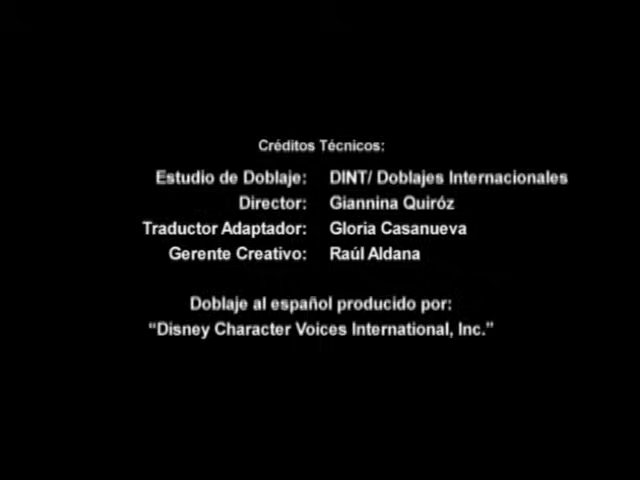 Créditos Técnicos:
Estudio de Doblaje: DINT/ Doblajes Internacionales
Director: Giannina Quiróz
Traductor Adaptador: Gloria Casanueva
Gerente Creativo: Raúl Aldana
Doblaje al español producido por:
“Disney Character Voices International, Inc.”